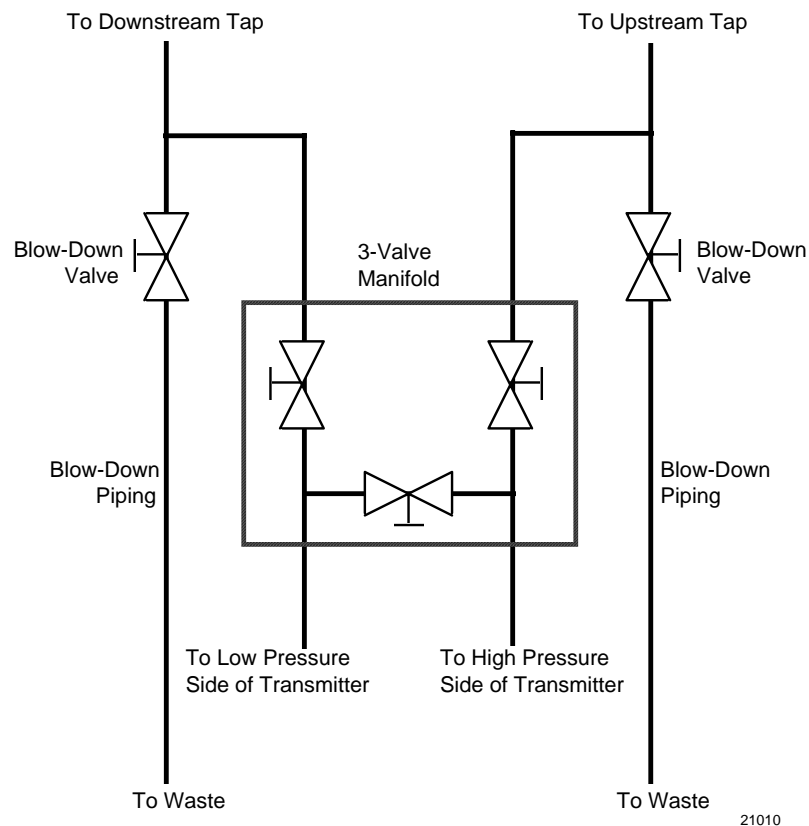 To Downstream Tap
To Upstream Tap
Blow-Down
Valve
3-Valve
Manifold
Blow-Down
Valve
Blow-Down
Piping
Blow-Down
Piping
To Low Pressure
Side of Transmitter
To High Pressure
Side of Transmitter
To Waste
To Waste
21010